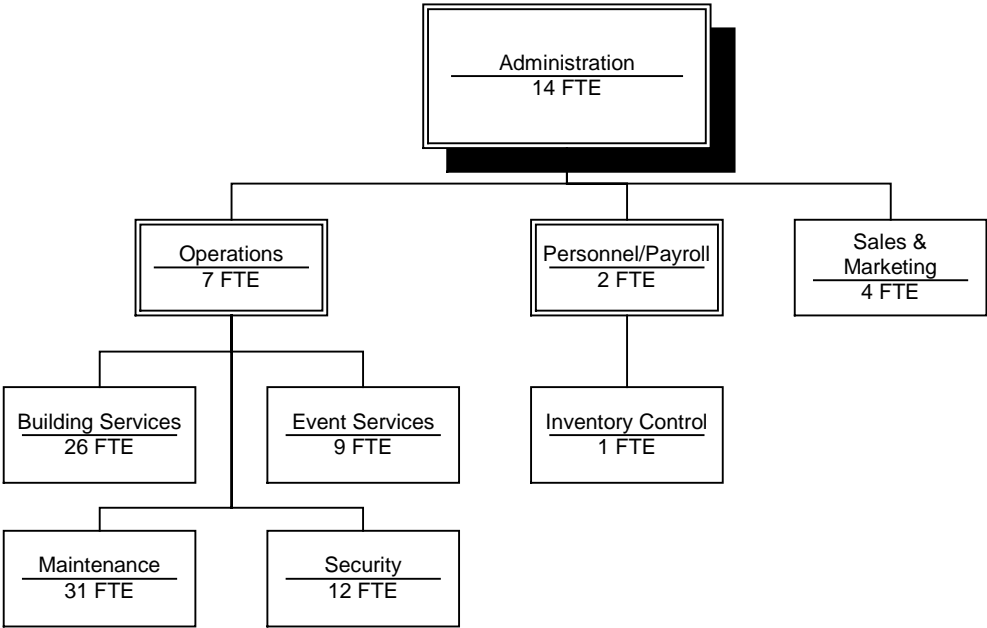 Administration
14 FTE
Operations
7 FTE
Personnel/Payroll
2 FTE
Sales &
Marketing
4 FTE
Building Services
26 FTE
Event Services
9 FTE
Inventory Control
1 FTE
Maintenance
31 FTE
Security
12 FTE